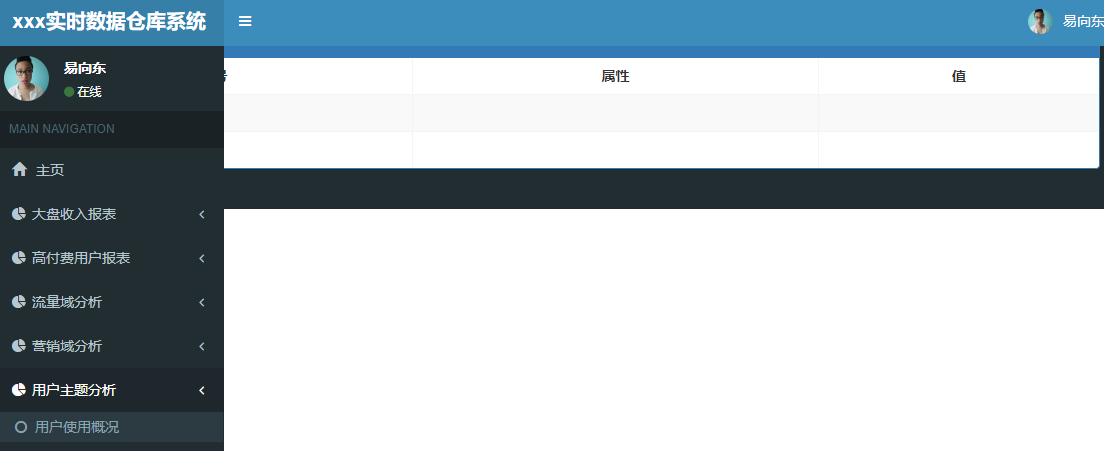 xxx实时数据仓库系统
易向东
易向东
在线
属性
值
MAIN NAVIGATION
主页
大盘收入报表
高付费用户报表
流量域分析
营销域分析
用户主题分析
用户使用概况